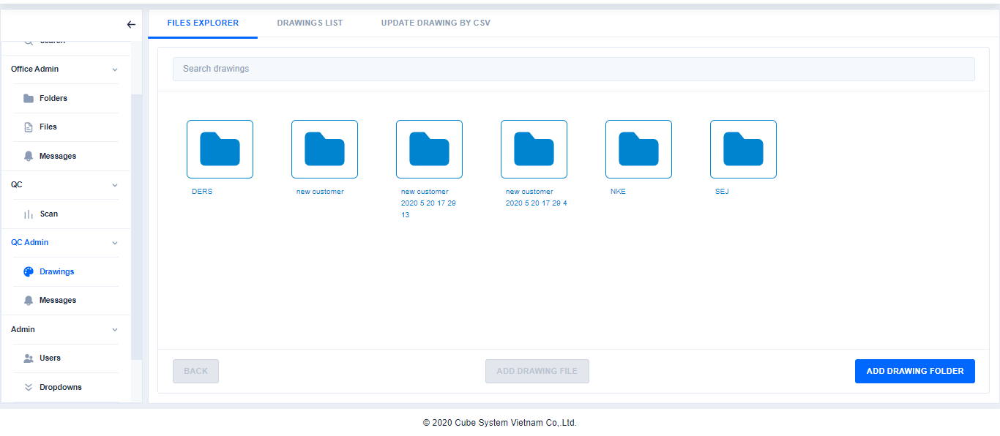 FILES EXPLORER
DRAWINGS LIST
UPDATE DRAWING BY CSV
Search
Office Admin
Folders
Files
Messages
QC
Scan
QC Admin
Drawings
Messages
Admin
Users
Dropdowns
Search drawings
DERS
new customer
new customer
2020 5 20 17 29
13
new customer
2020 5 20 17 29 4
NKE
SEJ
BACK
ADD DRAWING FILE
ADD DRAWING FOLDER
© 2020 Cube System Vietnam Co,.Ltd.